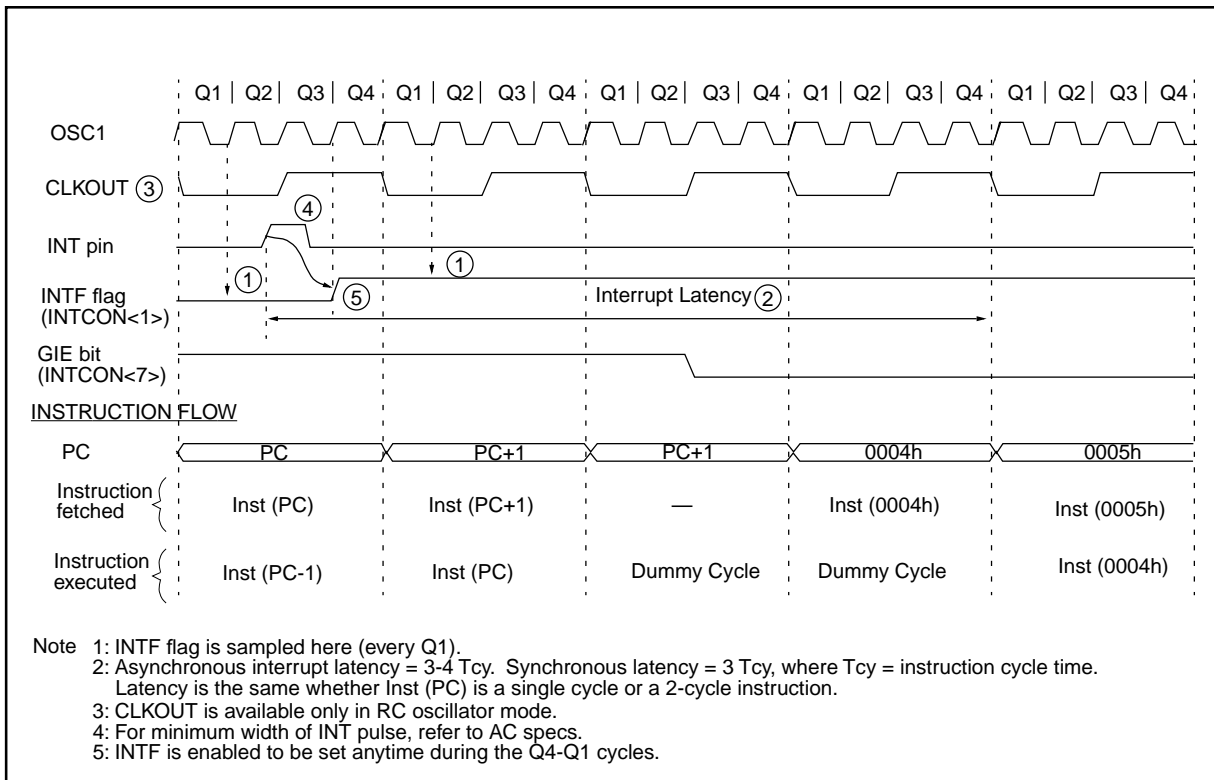 Q1 | Q2 | Q3 | Q4 Q1 | Q2 | Q3 | Q4 Q1 | Q2 | Q3 | Q4 Q1 | Q2 | Q3 | Q4 Q1 | Q2 | Q3 | Q4
OSC1
CLKOUT ③
④
INT pin
① ①
INTF flag
(INTCON<1>)
⑤
Interrupt Latency ②
GIE bit
(INTCON<7>)
INSTRUCTION FLOW
PC PC PC+1 PC+1 0004h 0005h
Instruction
fetched
Inst (PC) Inst (PC+1) — Inst (0004h) Inst (0005h)
Instruction
executed
Inst (PC-1) Inst (PC) Dummy Cycle Dummy Cycle Inst (0004h)
Note 1: INTF flag is sampled here (every Q1).
2: Asynchronous interrupt latency = 3-4 Tcy. Synchronous latency = 3 Tcy, where Tcy = instruction cycle time.
Latency is the same whether Inst (PC) is a single cycle or a 2-cycle instruction.
3: CLKOUT is available only in RC oscillator mode.
4: For minimum width of INT pulse, refer to AC specs.
5: INTF is enabled to be set anytime during the Q4-Q1 cycles.